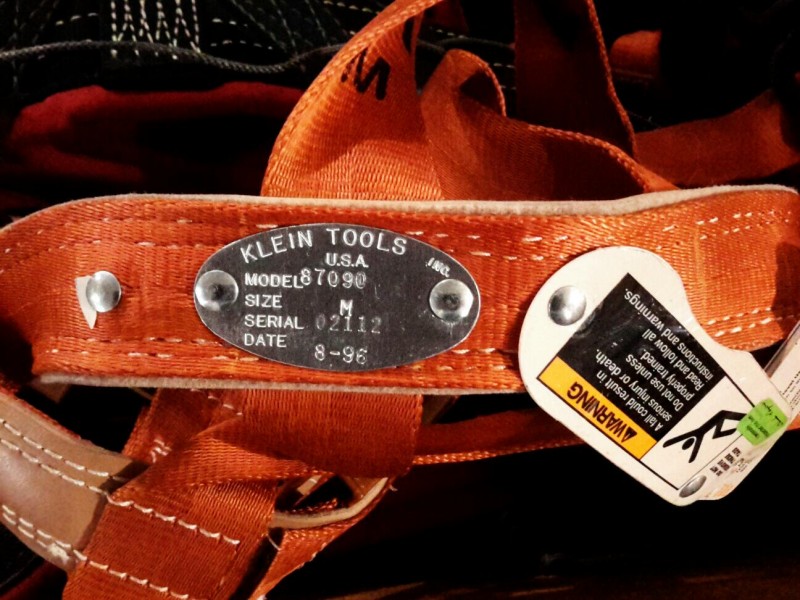 KLEIN TOOLS
INC.
U.S.A.
MODEL 87090
SIZE M
SERIAL 02112
DATE 8-96
WARNING
A fall could result in
serious injury or death.
Do not use unless
properly trained.
Read and follow all
instructions and warnings.